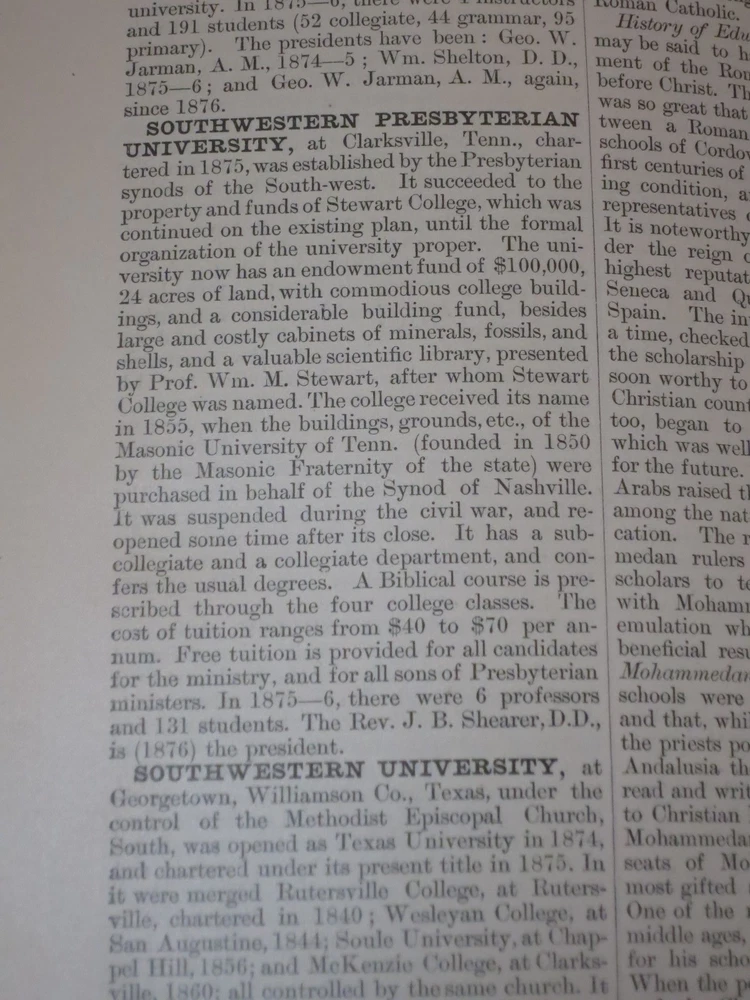 university. In 1875—6, there were 4 instructors
and 191 students (52 collegiate, 44 grammar, 95
primary). The presidents have been: Geo. W.
Jarman, A. M., 1874—5; Wm. Shelton, D. D.,
1875—6; and Geo. W. Jarman, A. M., again,
since 1876.
SOUTHWESTERN PRESBYTERIAN
UNIVERSITY, at Clarksville, Tenn., char-
tered in 1875, was established by the Presbyterian
synods of the South-west. It succeeded to the
property and funds of Stewart College, which was
continued on the existing plan, until the formal
organization of the university proper. The uni-
versity now has an endowment fund of $100,000,
24 acres of land, with commodious college build-
ings, and a considerable building fund, besides
large and costly cabinets of minerals, fossils, and
shells, and a valuable scientific library, presented
by Prof. Wm. M. Stewart, after whom Stewart
College was named. The college received its name
in 1855, when the buildings, grounds, etc., of the
Masonic University of Tenn. (founded in 1850
by the Masonic Fraternity of the state) were
purchased in behalf of the Synod of Nashville.
It was suspended during the civil war, and re-
opened some time after its close. It has a sub-
collegiate and a collegiate department, and con-
fers the usual degrees. A Biblical course is pre-
scribed through the four college classes. The
cost of tuition ranges from $40 to $70 per an-
num. Free tuition is provided for all candidates
for the ministry, and for all sons of Presbyterian
ministers. In 1875—6, there were 6 professors
and 131 students. The Rev. J. B. Shearer, D.D.,
is (1876) the president.
SOUTHWESTERN UNIVERSITY, at
Georgetown, Williamson Co., Texas, under the
control of the Methodist Episcopal Church,
South, was opened as Texas University in 1874,
and chartered under its present title in 1875. In
it were merged Rutersville College, at Ruters-
ville, chartered in 1840; Wesleyan College, at
San Augustine, 1844; Soule University, at Chap-
pel Hill, 1856; and McKenzie College, at Clarks-
ville, 1860; all controlled by the same church. It
Roman Catholic.
History of Edu
may be said to h
ment of the Rom
before Christ. Th
was so great that
tween a Roman
schools of Cordov
first centuries of
ing condition, a
representatives
It is noteworthy
der the reign
highest reputat
Seneca and Qu
Spain. The in
a time, checked
the scholarship
soon worthy to
Christian count
too, began to
which was well
for the future.
Arabs raised th
among the nat
cation. The r
medan rulers
scholars to te
with Mohamm
emulation wh
beneficial resu
Mohammedan
schools were
and that, whi
the priests po
Andalusia th
read and writ
to Christian
Mohammeda
seats of Mo
most gifted
One of the
middle ages,
for his scho
When the p